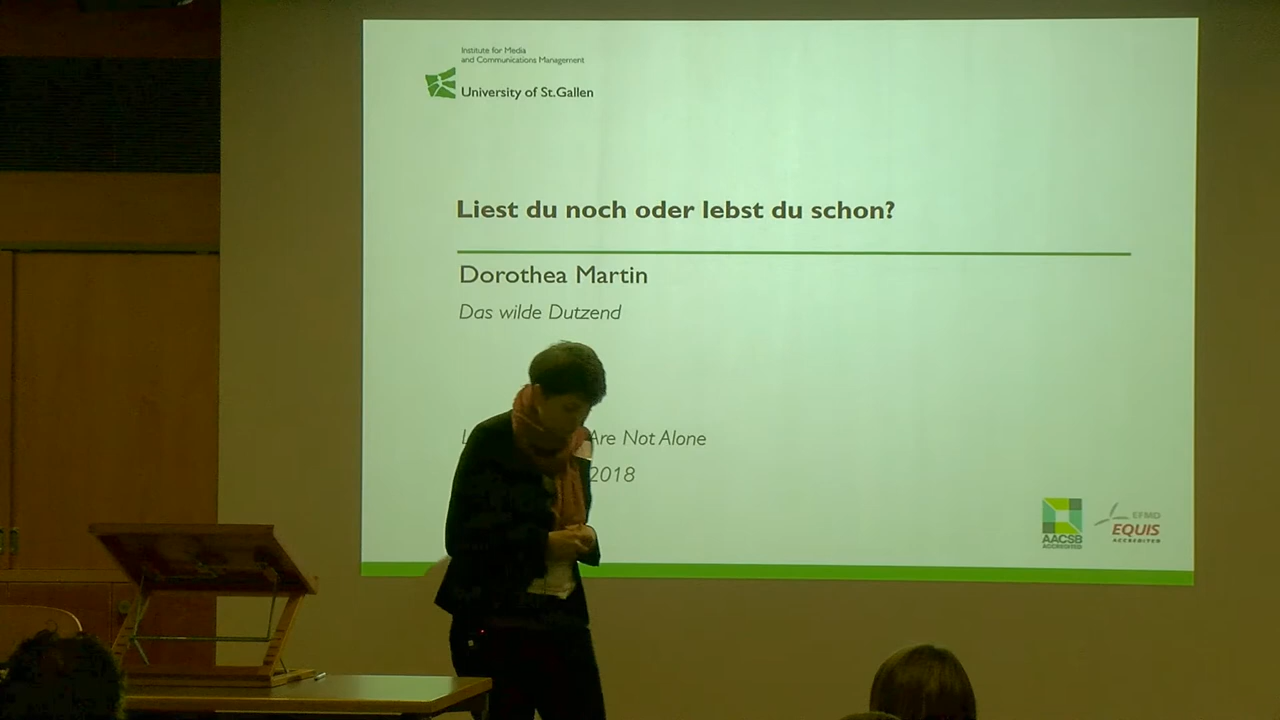 Institute for Media
and Communications Management
University of St.Gallen
Liest du noch oder lebst du schon?
Dorothea Martin
Das wilde Dutzend
Are Not Alone
2018
AACSB
ACCREDITED
EFMD
EQUIS
ACCREDITED